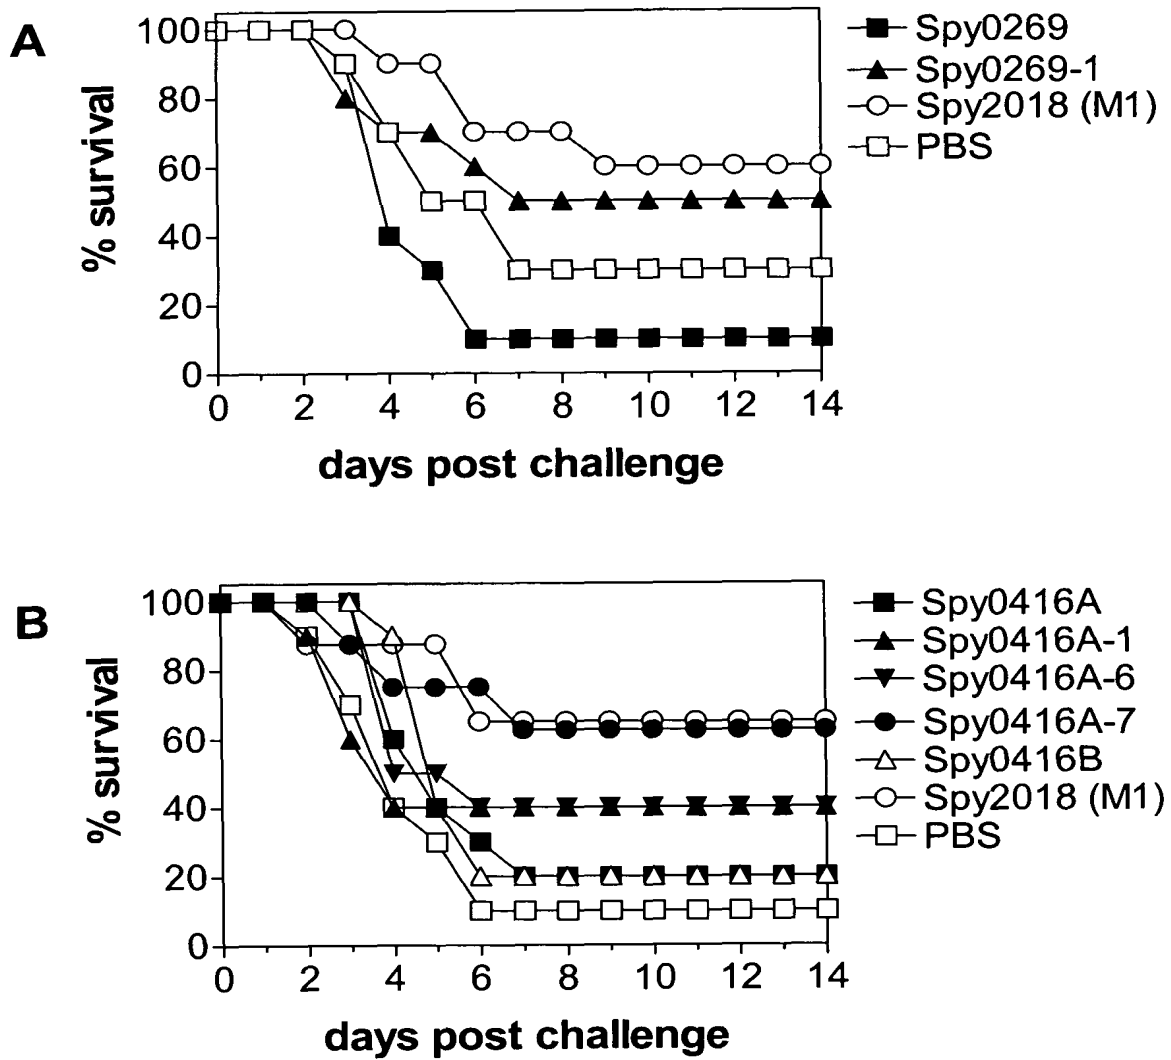 A
100
80
60
40
20
0
% survival
0 2 4 6 8 10 12 14
days post challenge
Spy0269
Spy0269-1
Spy2018 (M1)
PBS
B
100
80
60
40
20
0
% survival
0 2 4 6 8 10 12 14
days post challenge
Spy0416A
Spy0416A-1
Spy0416A-6
Spy0416A-7
Spy0416B
Spy2018 (M1)
PBS